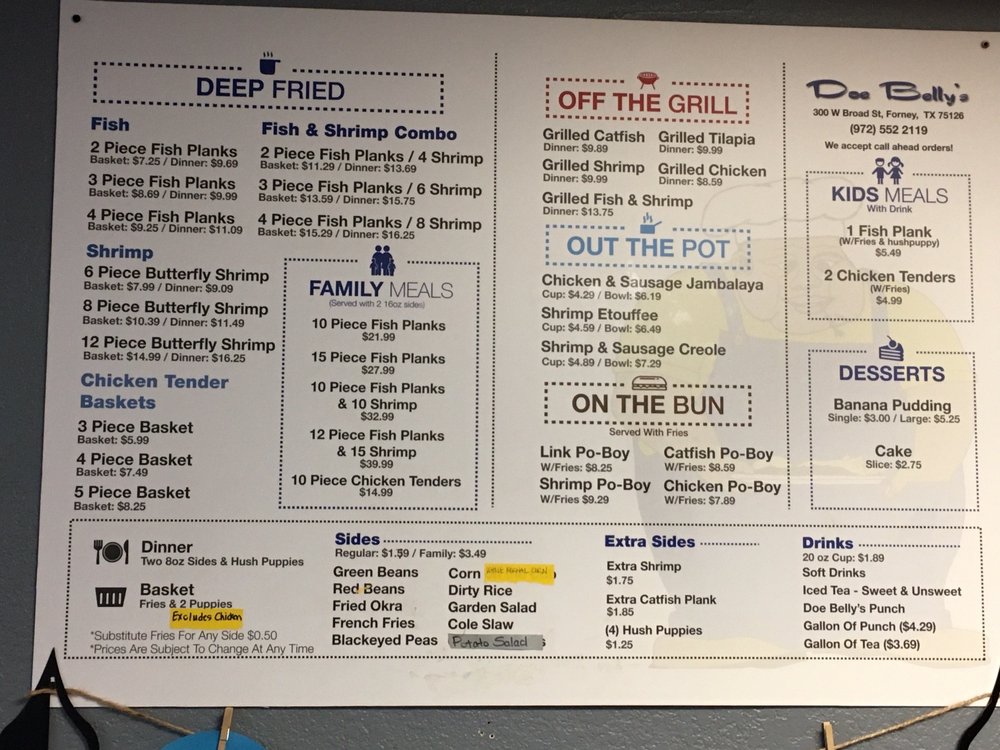 DEEP FRIED
Fish
2 Piece Fish Planks
Basket: $7.25 / Dinner: $9.69
3 Piece Fish Planks
Basket: $8.69 / Dinner: $9.99
4 Piece Fish Planks
Basket: $9.25 / Dinner: $11.09
Shrimp
6 Piece Butterfly Shrimp
Basket: $7.99 / Dinner: $9.09
8 Piece Butterfly Shrimp
Basket: $10.39 / Dinner: $11.49
12 Piece Butterfly Shrimp
Basket: $14.99 / Dinner: $16.25
Chicken Tender
Baskets
3 Piece Basket
Basket: $5.99
4 Piece Basket
Basket: $7.49
5 Piece Basket
Basket: $8.25
Fish & Shrimp Combo
2 Piece Fish Planks / 4 Shrimp
Basket: $11.29 / Dinner: $13.69
3 Piece Fish Planks / 6 Shrimp
Basket: $13.59 / Dinner: $15.75
4 Piece Fish Planks / 8 Shrimp
Basket: $15.29 / Dinner: $16.25
FAMILY MEALS
(Served with 2 16oz sides)
10 Piece Fish Planks
$21.99
15 Piece Fish Planks
$27.99
10 Piece Fish Planks
& 10 Shrimp
$32.99
12 Piece Fish Planks
& 15 Shrimp
$39.99
10 Piece Chicken Tenders
$14.99
OFF THE GRILL
Grilled Catfish
Dinner: $9.89
Grilled Tilapia
Dinner: $9.99
Grilled Shrimp
Dinner: $9.99
Grilled Chicken
Dinner: $8.59
Grilled Fish & Shrimp
Dinner: $13.75
OUT THE POT
Chicken & Sausage Jambalaya
Cup: $4.29 / Bowl: $6.19
Shrimp Etouffee
Cup: $4.59 / Bowl: $6.49
Shrimp & Sausage Creole
Cup: $4.89 / Bowl: $7.29
ON THE BUN
Served With Fries
Link Po-Boy
W/Fries: $8.25
Catfish Po-Boy
W/Fries: $8.59
Shrimp Po-Boy
W/Fries $9.29
Chicken Po-Boy
W/Fries: $7.89
Doe Belly's
300 W Broad St, Forney, TX 75126
(972) 552 2119
We accept call ahead orders!
KIDS MEALS
With Drink
1 Fish Plank
(W/Fries & hushpuppy)
$5.49
2 Chicken Tenders
(W/Fries)
$4.99
DESSERTS
Banana Pudding
Single: $3.00 / Large: $5.25
Cake
Slice: $2.75
Dinner
Two 8oz Sides & Hush Puppies
Basket
Fries & 2 Puppies
Excludes Chicken
*Substitute Fries For Any Side $0.50
*Prices Are Subject To Change At Any Time
Sides
Regular: $1.59 / Family: $3.49
Green Beans
Red Beans
Fried Okra
French Fries
Blackeyed Peas
Corn
Dirty Rice
Garden Salad
Cole Slaw
Potato Salad
Extra Sides
Extra Shrimp
$1.75
Extra Catfish Plank
$1.85
(4) Hush Puppies
$1.25
Drinks
20 oz Cup: $1.89
Soft Drinks
Iced Tea - Sweet & Unsweet
Doe Belly's Punch
Gallon Of Punch ($4.29)
Gallon Of Tea ($3.69)